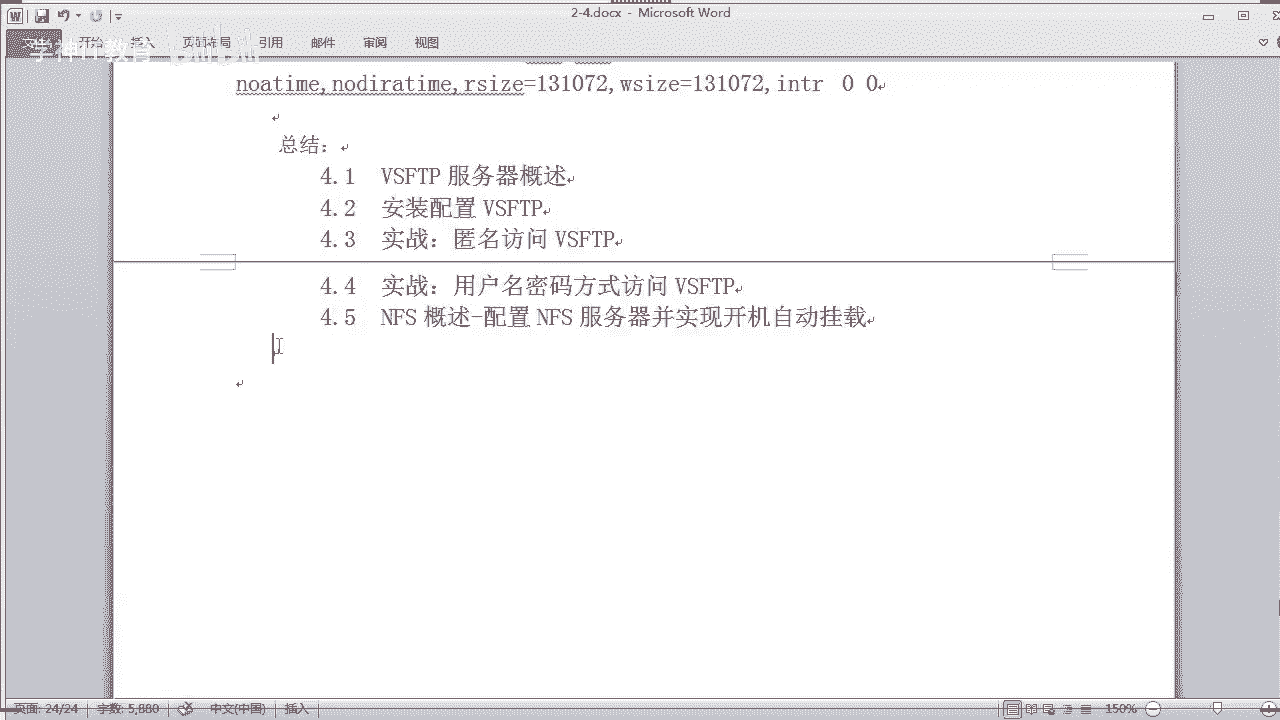 2-4.docx - Microsoft Word
开始 插入 页面布局 引用 邮件 审阅 视图
noatime,nodiratime,rsize=131072,wsize=131072,intr 0 0
总结：
4.1 VSFTP 服务器概述
4.2 安装配置 VSFTP
4.3 实战：匿名访问 VSFTP
4.4 实战：用户名密码方式访问 VSFTP
4.5 NFS 概述-配置 NFS 服务器并实现开机自动挂载
页面: 24/24 字数: 5,880 中文(中国) 插入 150%